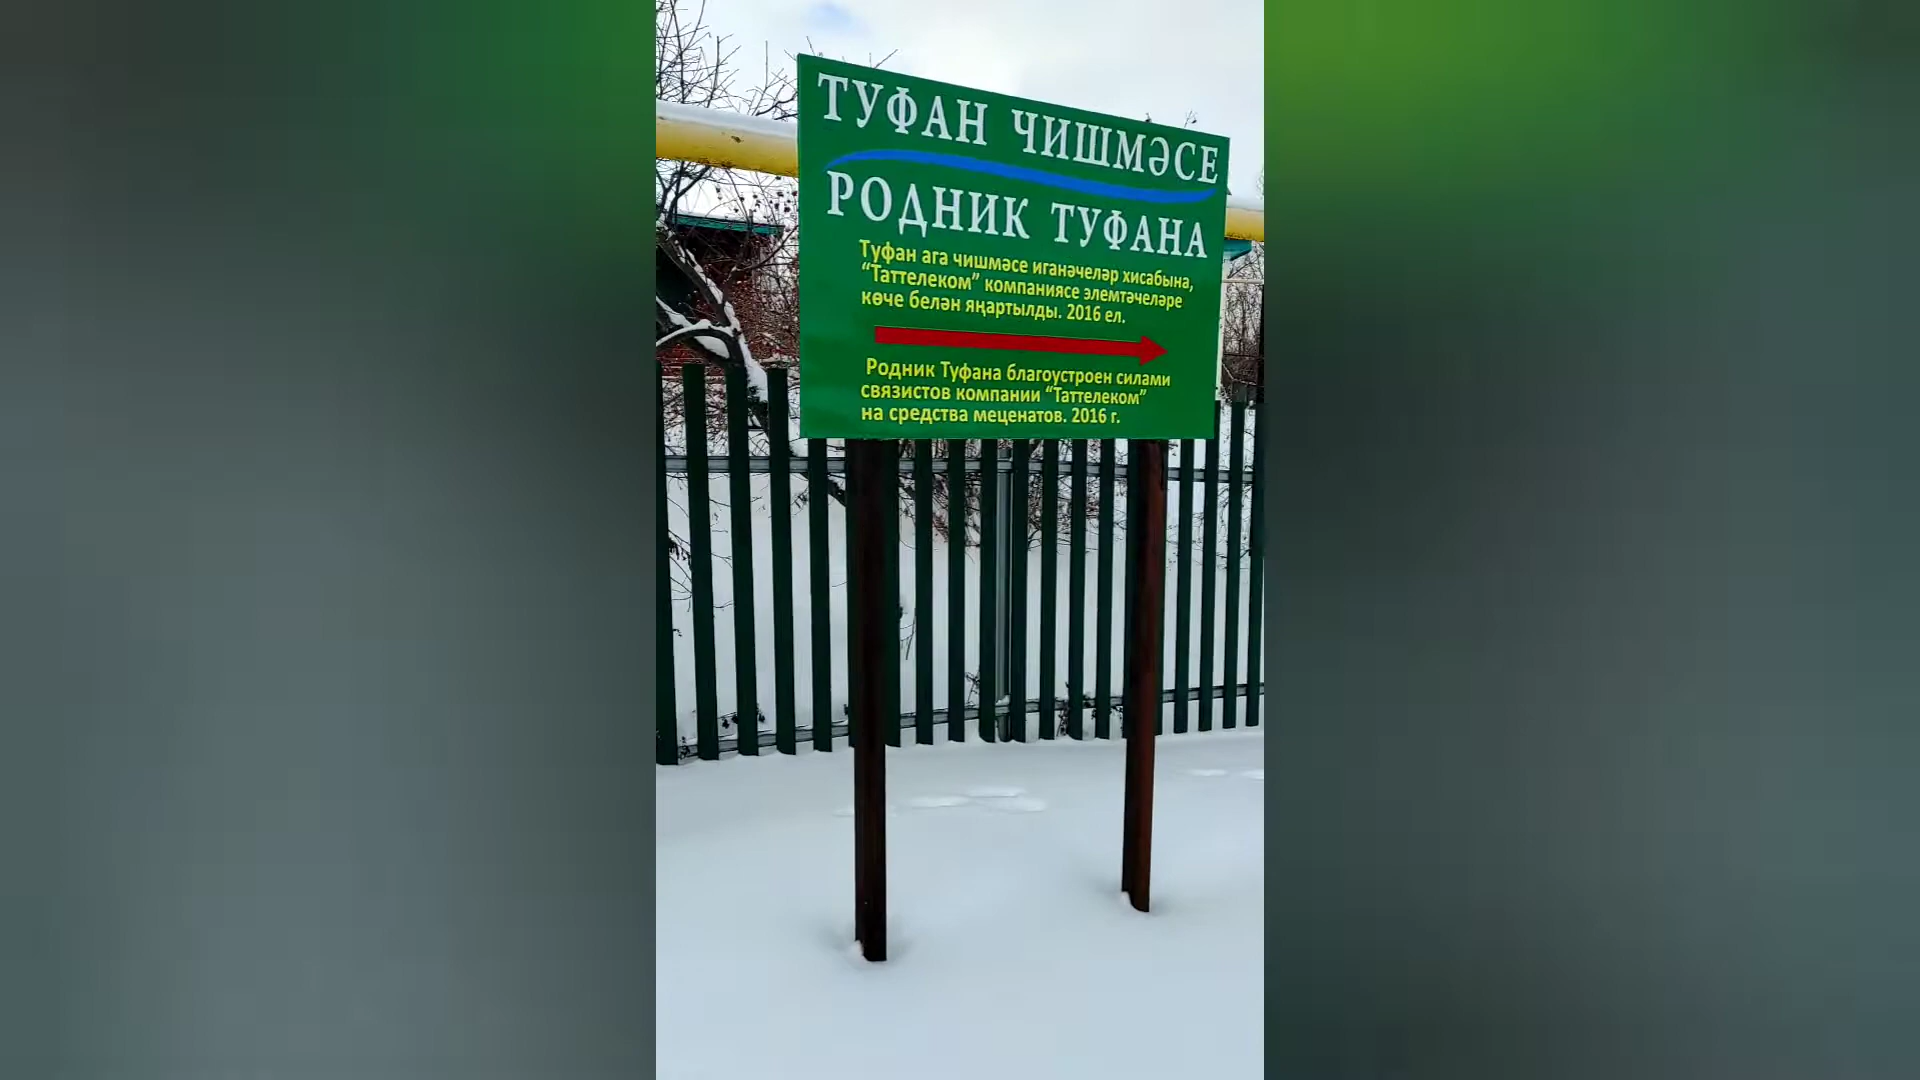 ТУФАН ЧИШМӘСЕ
РОДНИК ТУФАНА
Туфан ага чишмәсе иганәчеләр хисабына,
“Таттелеком” компаниясе элемтәчеләре
көче белән яңартылды. 2016 ел.
Родник Туфана благоустроен силами
связистов компании “Таттелеком”
на средства меценатов. 2016 г.